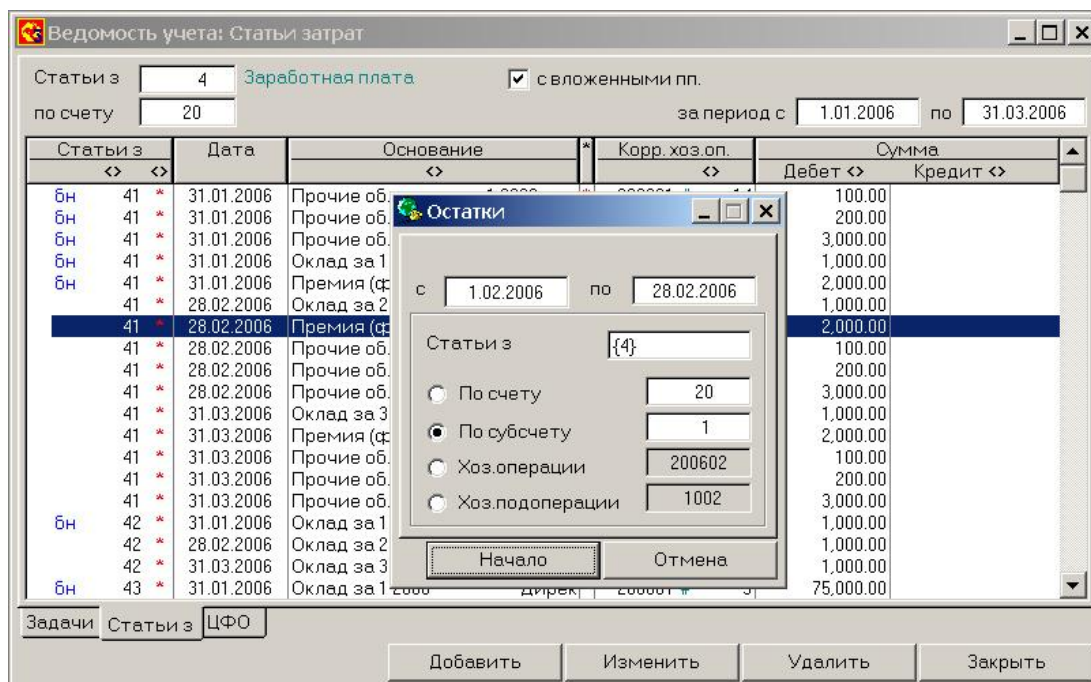 Ведомость учета: Статьи затрат
Статьи з 4 Заработная плата с вложенными пп.
по счету 20 за период с 1.01.2006 по 31.03.2006
Статьи з Дата Основание * Корр. хоз.оп. Сумма
<> <> <> <> Дебет <> Кредит <>
бн 41 * 31.01.2006 Прочие об. 100.00
бн 41 * 31.01.2006 Прочие об. 200.00
бн 41 * 31.01.2006 Прочие об. 3,000.00
бн 41 * 31.01.2006 Оклад за 1 1,000.00
бн 41 * 31.01.2006 Премия (ф 2,000.00
41 * 28.02.2006 Оклад за 2 1,000.00
41 * 28.02.2006 Премия (ф 2,000.00
41 * 28.02.2006 Прочие об. 100.00
41 * 28.02.2006 Прочие об. 200.00
41 * 28.02.2006 Прочие об. 3,000.00
41 * 31.03.2006 Оклад за 3 1,000.00
41 * 31.03.2006 Премия (ф 2,000.00
41 * 31.03.2006 Прочие об. 100.00
41 * 31.03.2006 Прочие об. 200.00
41 * 31.03.2006 Прочие об. 3,000.00
бн 42 * 31.01.2006 Оклад за 1 1,000.00
42 * 28.02.2006 Оклад за 2 1,000.00
42 * 31.03.2006 Оклад за 3 1,000.00
бн 43 * 31.01.2006 Оклад за 1 75,000.00
Остатки
с 1.02.2006 по 28.02.2006
Статьи з .{4}
По счету 20
По субсчету 1
Хоз.операции 200602
Хоз.подоперации 1002
Начало Отмена
Задачи Статьи з ЦФО
Добавить Изменить Удалить Закрыть